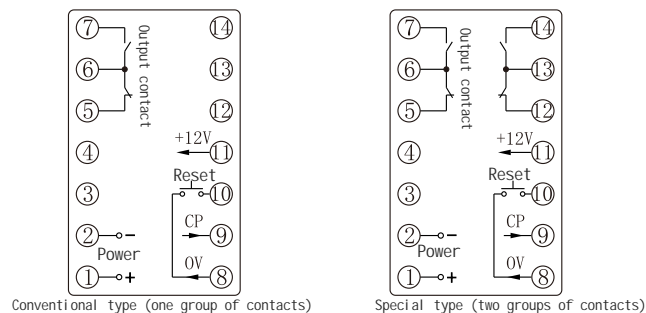 ⑦
⑥
⑤
④
③
②
①
Output contact
−
Power
+
⑭
⑬
⑫
+12V
⑪
Reset
⑩
CP
⑨
OV
⑧
Conventional type (one group of contacts)
⑦
⑥
⑤
④
③
②
①
Output contact
−
Power
+
⑭
⑬
⑫
+12V
⑪
Reset
⑩
CP
⑨
OV
⑧
Special type (two groups of contacts)